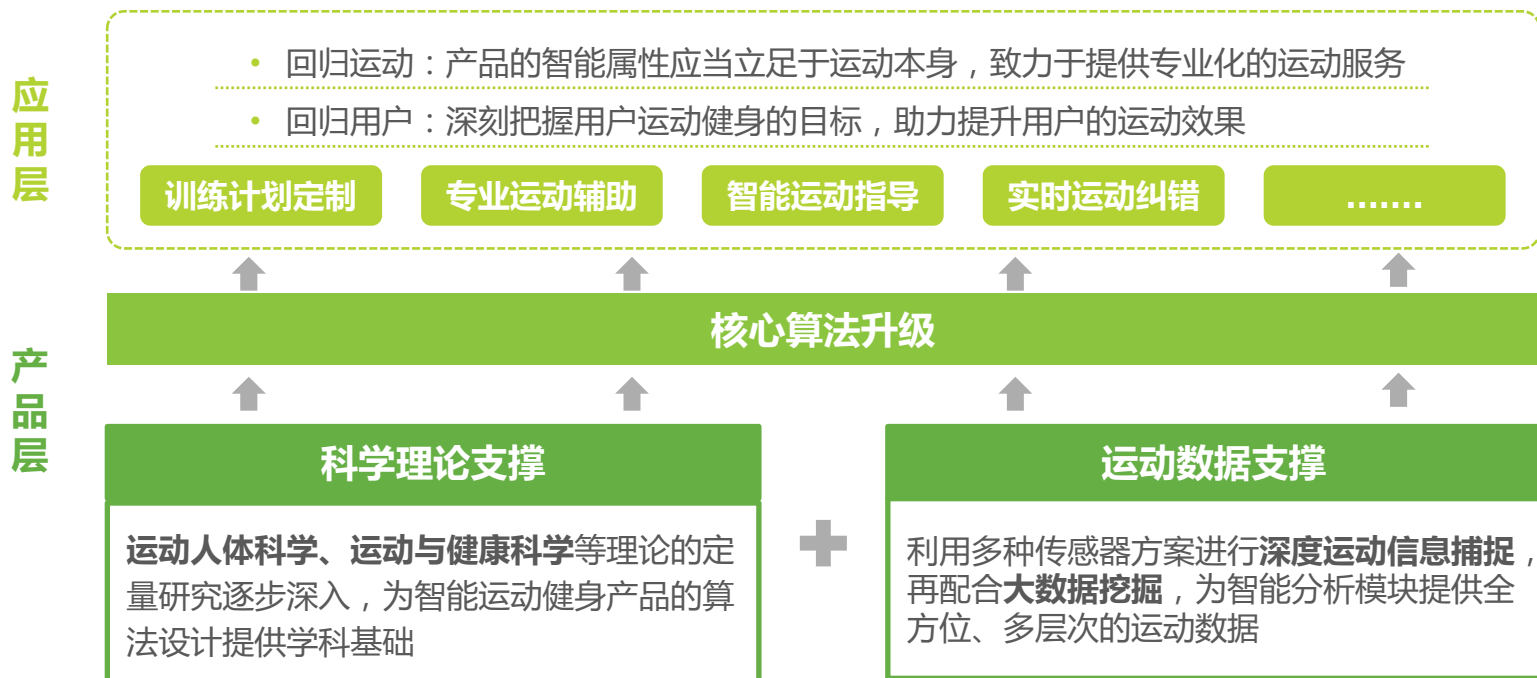 应用层
• 回归运动：产品的智能属性应当立足于运动本身，致力于提供专业化的运动服务
• 回归用户：深刻把握用户运动健身的目标，助力提升用户的运动效果
训练计划定制
专业运动辅助
智能运动指导
实时运动纠错
.......
产品层
核心算法升级
科学理论支撑
运动人体科学、运动与健康科学等理论的定
量研究逐步深入，为智能运动健身产品的算
法设计提供学科基础
运动数据支撑
利用多种传感器方案进行深度运动信息捕捉，
再配合大数据挖掘，为智能分析模块提供全
方位、多层次的运动数据